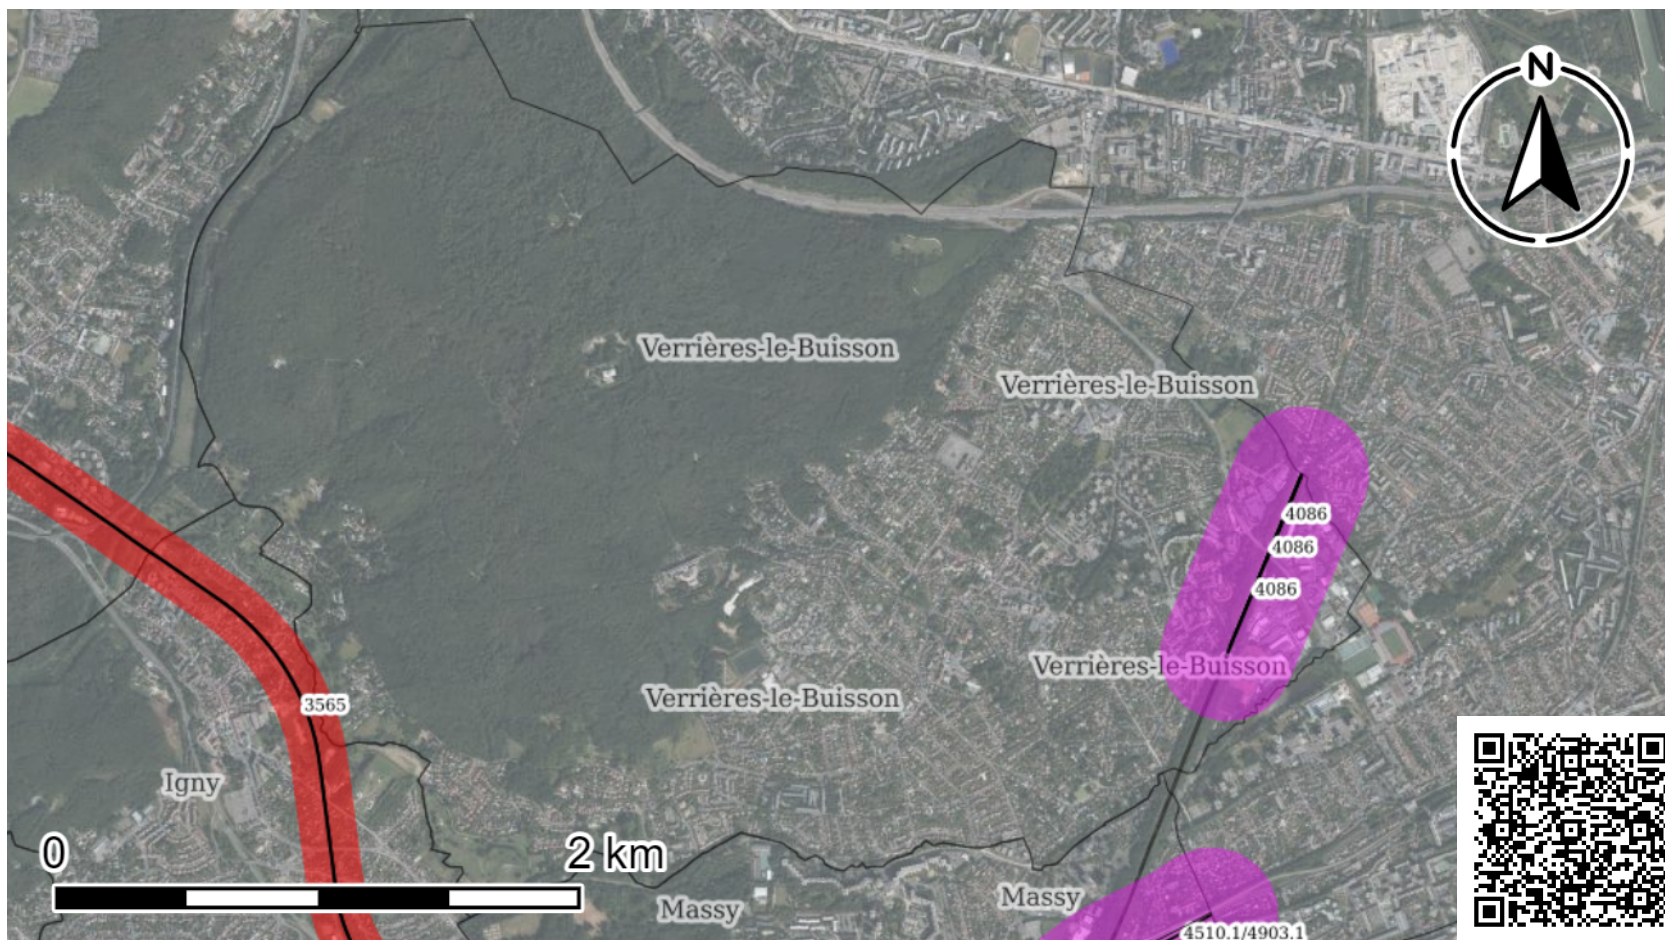 N
Verrières-le-Buisson
Verrières-le-Buisson
4086
4086
4086
Verrières-le-Buisson
Verrières-le-Buisson
3565
Igny
0 2 km
Massy
Massy
4510.1/4903.1